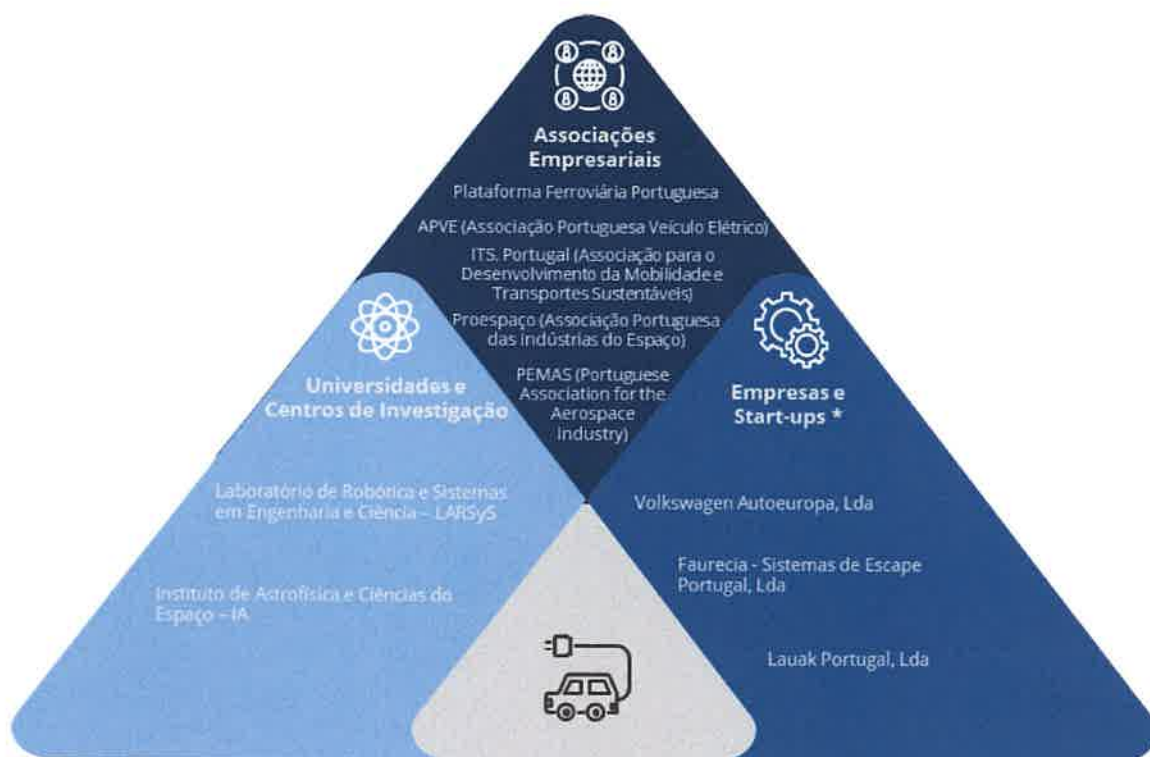 Associações
Empresariais
Plataforma Ferroviária Portuguesa
APVE (Associação Portuguesa Veículo Elétrico)
ITS. Portugal (Associação para o
Desenvolvimento da Mobilidade e
Transportes Sustentáveis)
Proespaço (Associação Portuguesa
das indústrias do Espaço)
PEMAS (Portuguese
Association for the
Aerospace
Industry)
Universidades e
Centros de Investigação
Laboratório de Robótica e Sistemas
em Engenharia e Ciência – LARSyS
Instituto de Astrofísica e Ciências do
Espaço – IA
Empresas e
Start-ups *
Volkswagen Autoeuropa, Lda
Faurecia - Sistemas de Escape
Portugal, Lda
Lauak Portugal, Lda